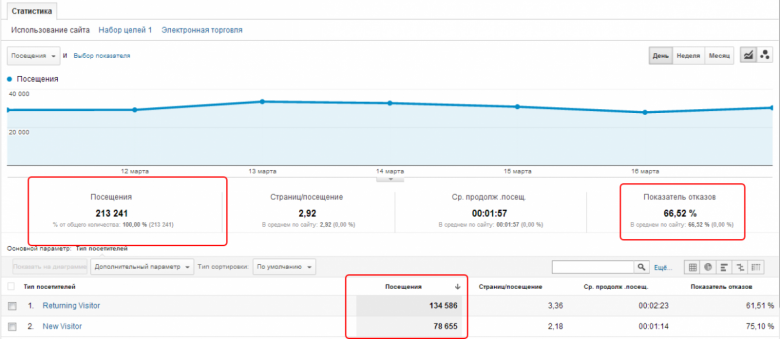 Статистика
Использование сайта Набор целей 1 Электронная торговля
Посещения И Выбор показателя День Неделя Месяц
Посещения
40 000
20 000
12 марта 13 марта 14 марта 15 марта 16 марта
Посещения Страниц/посещение Ср. продолж .посещ. Показатель отказов
213 241 2,92 00:01:57 66,52 %
% от общего количества: 100,00 % (213 241) В среднем по сайту: 2,92 (0,00 %) В среднем по сайту: 00:01:57 (0,00 %) В среднем по сайту: 66,52 % (0,00 %)
Основной параметр: Тип посетителей
Показать на диаграмме Дополнительный параметр Тип сортировки: По умолчанию Ещё...
Тип посетителей Посещения Страниц/посещение Ср. продолж .посещ. Показатель отказов
1. Returning Visitor 134 586 3,36 00:02:23 61,51 %
2. New Visitor 78 655 2,18 00:01:14 75,10 %